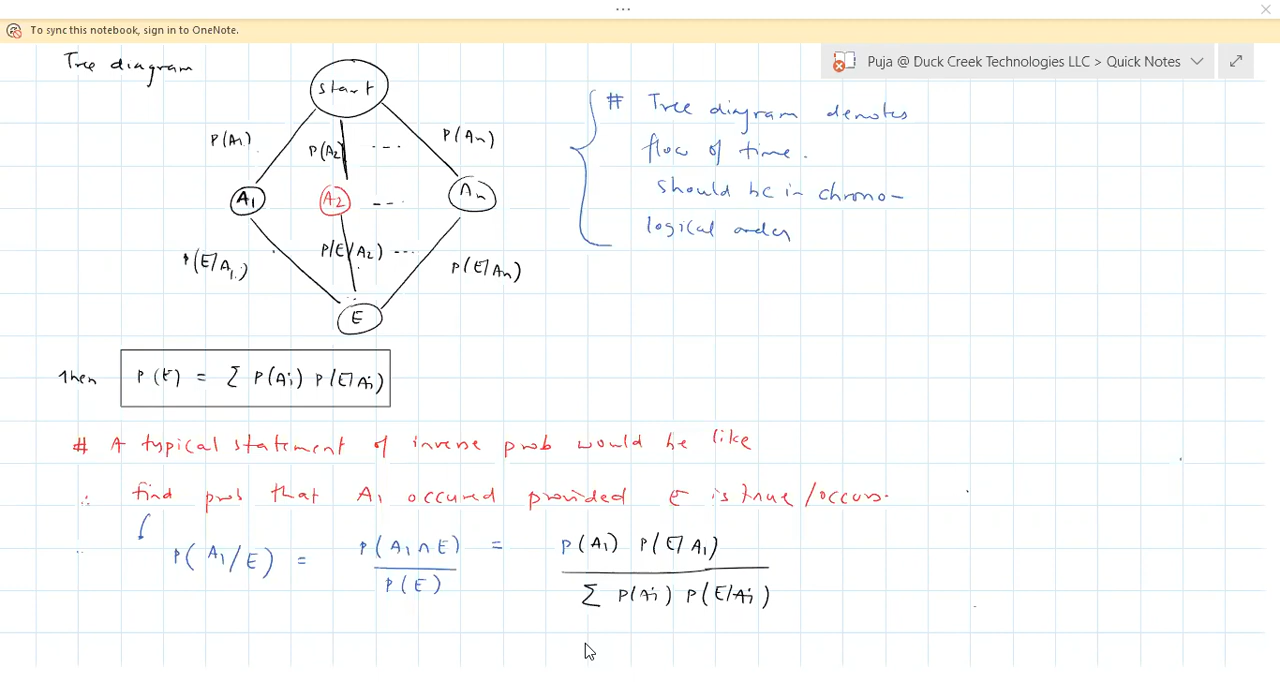 To sync this notebook, sign in to OneNote.
Puja @ Duck Creek Technologies LLC > Quick Notes
Tree diagram
start
P(A1)
P(A2)
...
P(An)
A1
A2
...
An
P(E/A1)
P(E/A2)
...
P(E/An)
E
# Tree diagram denotes
flow of time.
should be in chrono-
logical order
then P(E) = Σ P(Ai) P(E/Ai)
# A typical statement of inverse prob would be like
∴ find prob that A1 occured provided E is true/occurs.
P(A1/E) = P(A1 ∩ E) / P(E) = P(A1) P(E/A1) / Σ P(Ai) P(E/Ai)